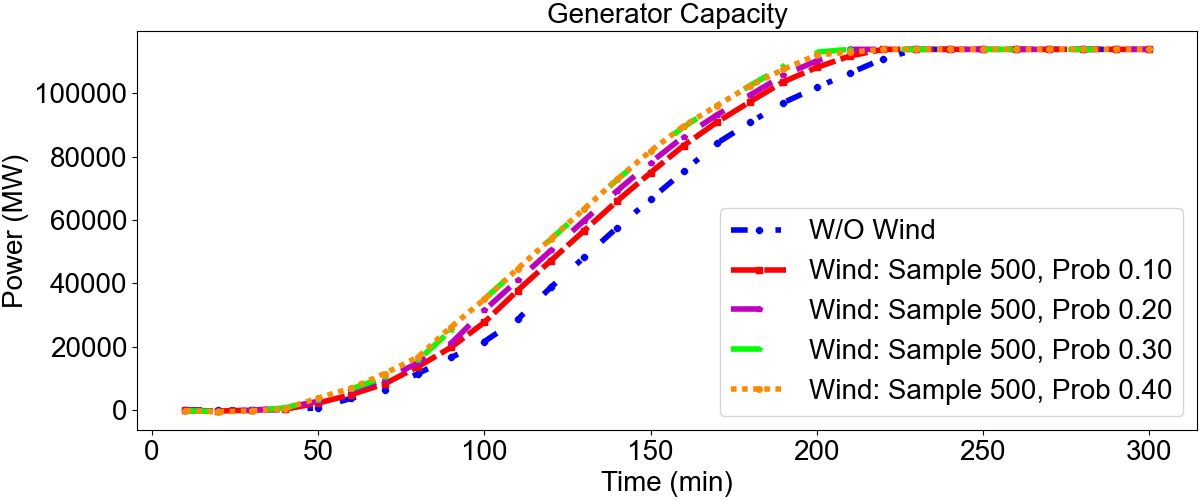 Generator Capacity
Power (MW)
100000
80000
60000
40000
20000
0
0 50 100 150 200 250 300
Time (min)
W/O Wind
Wind: Sample 500, Prob 0.10
Wind: Sample 500, Prob 0.20
Wind: Sample 500, Prob 0.30
Wind: Sample 500, Prob 0.40